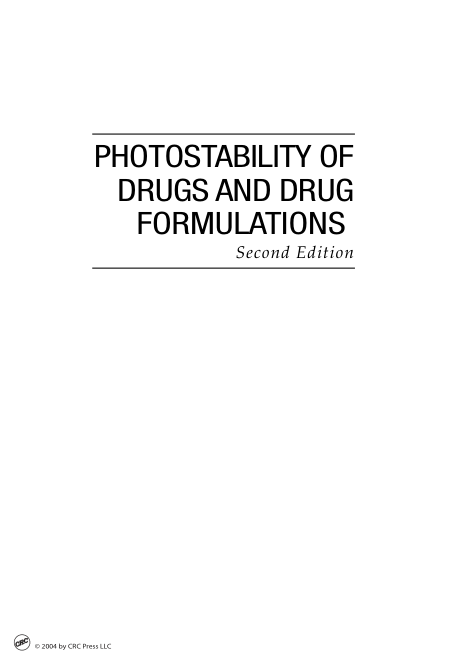 PHOTOSTABILITY OF
DRUGS AND DRUG
FORMULATIONS
Second Edition
CRC © 2004 by CRC Press LLC